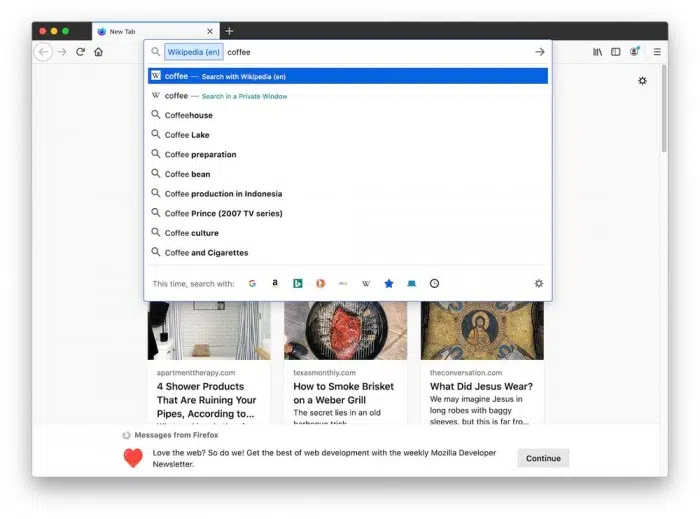 New Tab
Wikipedia (en) coffee
coffee — Search with Wikipedia (en)
coffee — Search in a Private Window
Coffeehouse
Coffee Lake
Coffee preparation
Coffee bean
Coffee production in Indonesia
Coffee Prince (2007 TV series)
Coffee culture
Coffee and Cigarettes
This time, search with:
apartmenttherapy.com
4 Shower Products
That Are Ruining Your
Pipes, According to...
texasmonthly.com
How to Smoke Brisket
on a Weber Grill
The secret lies in an old
barbecue trick
theconversation.com
What Did Jesus Wear?
We may imagine Jesus in
long robes with baggy
sleeves, but this is far fro...
Messages from Firefox
Love the web? So do we! Get the best of web development with the weekly Mozilla Developer
Newsletter.
Continue